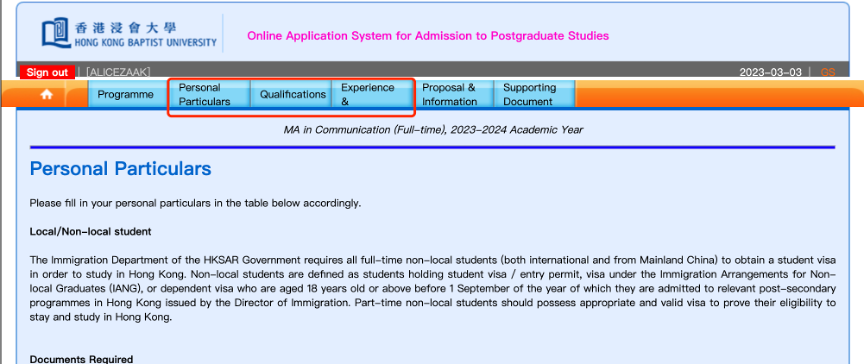 香港浸會大學
HONG KONG BAPTIST UNIVERSITY
Online Application System for Admission to Postgraduate Studies
Sign out | [ALICEZAAK] 2023-03-03 | GS
Programme
Personal
Particulars
Qualifications
Experience
&
Proposal &
Information
Supporting
Document
MA in Communication (Full-time), 2023-2024 Academic Year
Personal Particulars
Please fill in your personal particulars in the table below accordingly.
Local/Non-local student
The Immigration Department of the HKSAR Government requires all full-time non-local students (both international and from Mainland China) to obtain a student visa
in order to study in Hong Kong. Non-local students are defined as students holding student visa / entry permit, visa under the Immigration Arrangements for Non-
local Graduates (IANG), or dependent visa who are aged 18 years old or above before 1 September of the year of which they are admitted to relevant post-secondary
programmes in Hong Kong issued by the Director of Immigration. Part-time non-local students should possess appropriate and valid visa to prove their eligibility to
stay and study in Hong Kong.
Documents Required